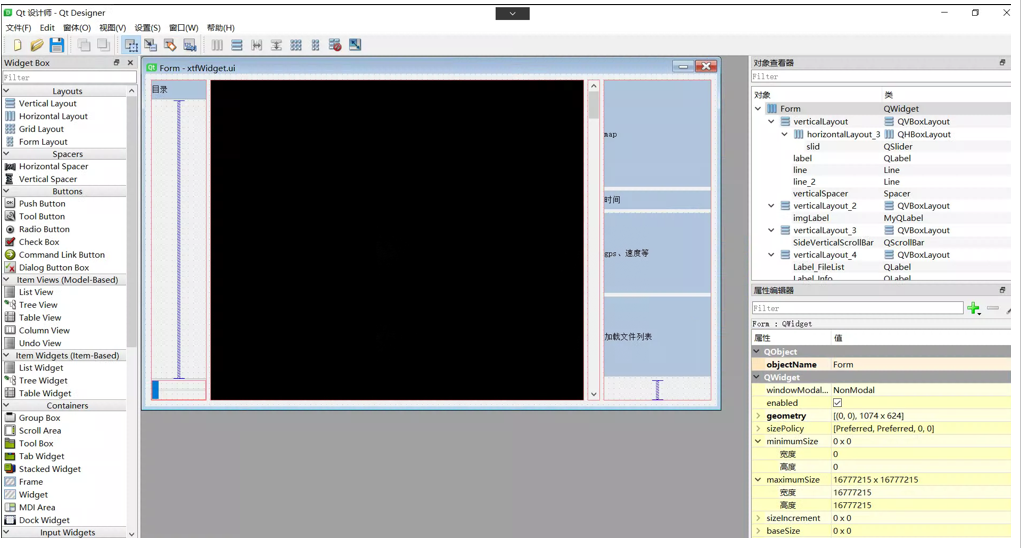 Qt 设计师 - Qt Designer
文件(F) Edit 窗体(O) 视图(V) 设置(S) 窗口(W) 帮助(H)
Widget Box
Filter
Layouts
Vertical Layout
Horizontal Layout
Grid Layout
Form Layout
Spacers
Horizontal Spacer
Vertical Spacer
Buttons
Push Button
Tool Button
Radio Button
Check Box
Command Link Button
Dialog Button Box
Item Views (Model-Based)
List View
Tree View
Table View
Column View
Undo View
Item Widgets (Item-Based)
List Widget
Tree Widget
Table Widget
Containers
Group Box
Scroll Area
Tool Box
Tab Widget
Stacked Widget
Frame
Widget
MDI Area
Dock Widget
Input Widgets
Form - xtfWidget.ui
目录
map
时间
gps、速度等
加载文件列表
对象查看器
Filter
对象 类
Form QWidget
verticalLayout QVBoxLayout
horizontalLayout_3 QHBoxLayout
slid QSlider
label QLabel
line Line
line_2 Line
verticalSpacer Spacer
verticalLayout_2 QVBoxLayout
imgLabel MyQLabel
verticalLayout_3 QVBoxLayout
SideVerticalScrollBar QScrollBar
verticalLayout_4 QVBoxLayout
Label_FileList QLabel
Label_Info QLabel
属性编辑器
Filter
Form : QWidget
属性 值
QObject
objectName Form
QWidget
windowModal... NonModal
enabled
geometry [(0, 0), 1074 x 624]
sizePolicy [Preferred, Preferred, 0, 0]
minimumSize 0 x 0
宽度 0
高度 0
maximumSize 16777215 x 16777215
宽度 16777215
高度 16777215
sizeIncrement 0 x 0
baseSize 0 x 0